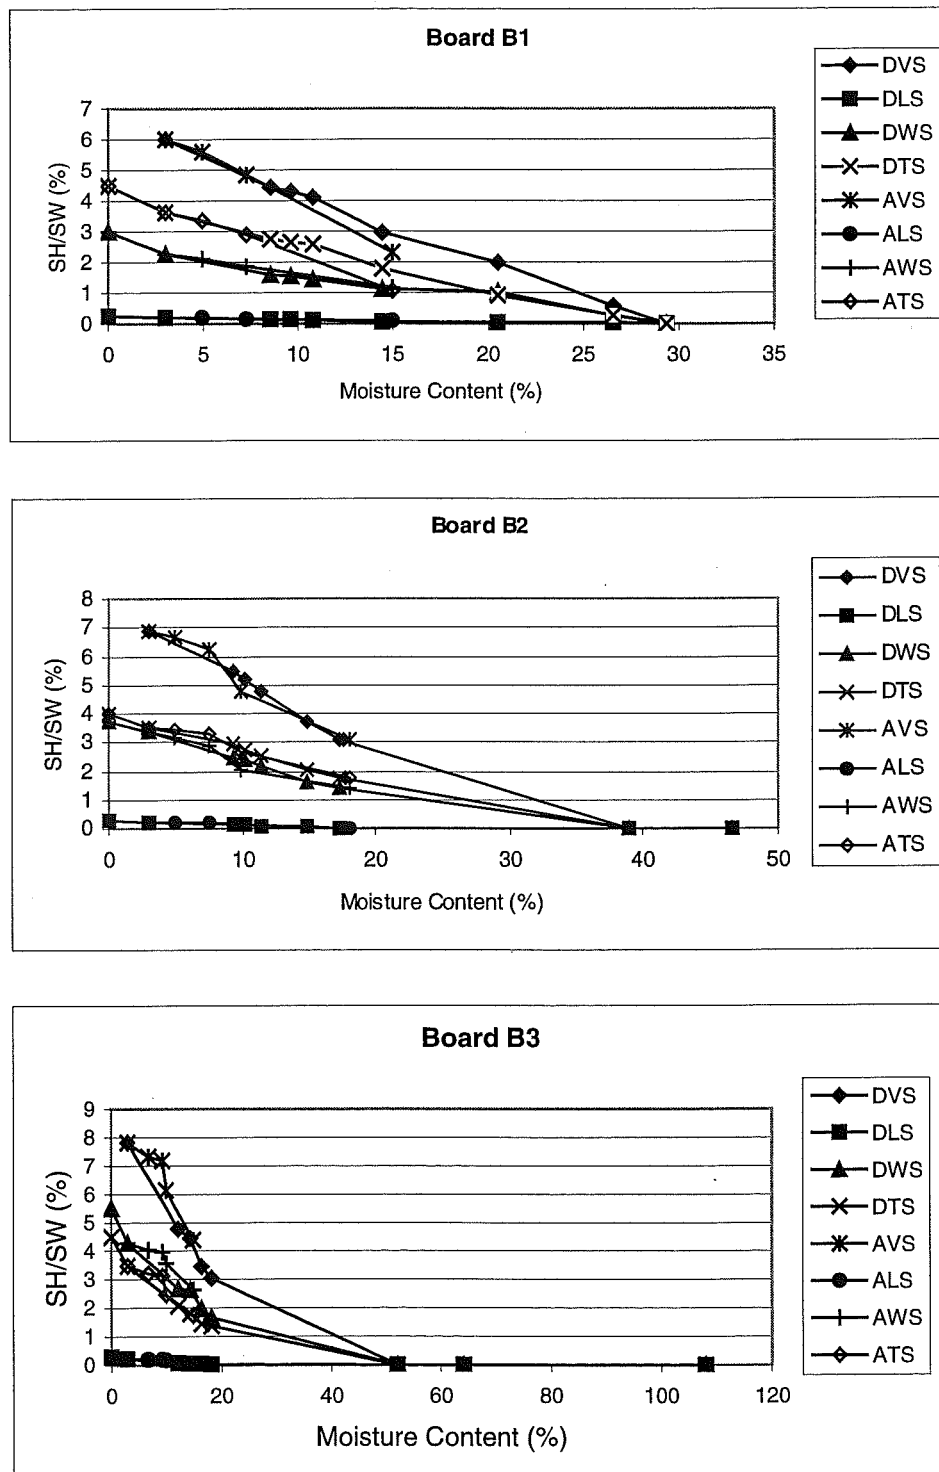 Board B1
SH/SW (%)
7
6
5
4
3
2
1
0
0 5 10 15 20 25 30 35
Moisture Content (%)
DVS
DLS
DWS
DTS
AVS
ALS
AWS
ATS
Board B2
SH/SW (%)
8
7
6
5
4
3
2
1
0
0 10 20 30 40 50
Moisture Content (%)
DVS
DLS
DWS
DTS
AVS
ALS
AWS
ATS
Board B3
SH/SW (%)
9
8
7
6
5
4
3
2
1
0
0 20 40 60 80 100 120
Moisture Content (%)
DVS
DLS
DWS
DTS
AVS
ALS
AWS
ATS